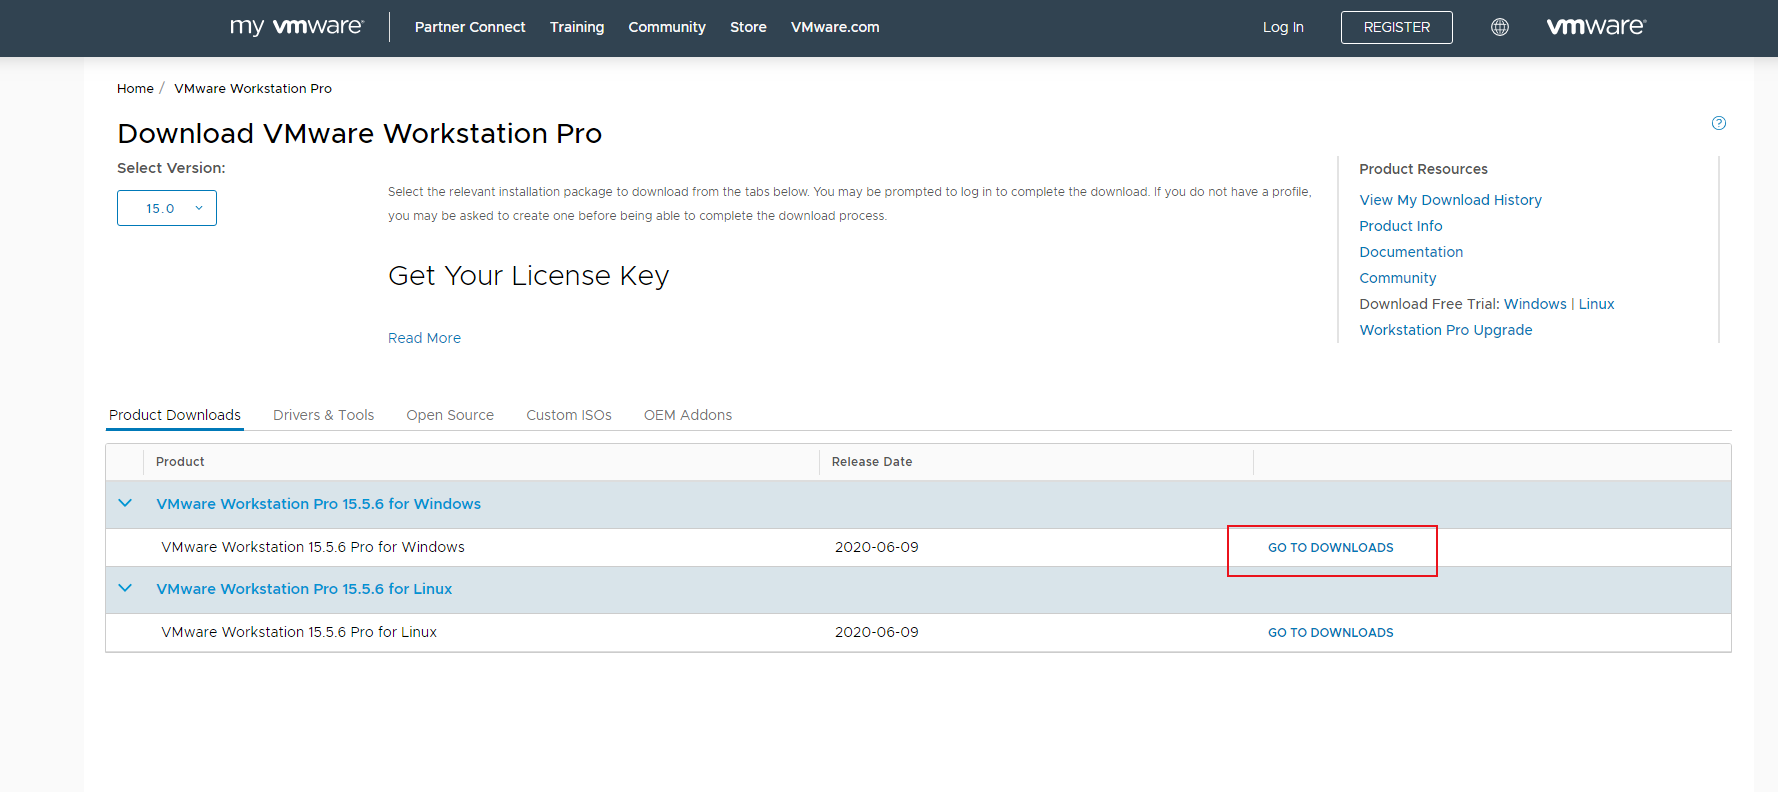 my vmware Partner Connect Training Community Store VMware.com Log In REGISTER vmware
Home / VMware Workstation Pro
Download VMware Workstation Pro
Select Version:
15.0
Select the relevant installation package to download from the tabs below. You may be prompted to log in to complete the download. If you do not have a profile,
you may be asked to create one before being able to complete the download process.
Get Your License Key
Read More
Product Resources
View My Download History
Product Info
Documentation
Community
Download Free Trial: Windows | Linux
Workstation Pro Upgrade
Product Downloads Drivers & Tools Open Source Custom ISOs OEM Addons
Product Release Date
VMware Workstation Pro 15.5.6 for Windows
VMware Workstation 15.5.6 Pro for Windows 2020-06-09 GO TO DOWNLOADS
VMware Workstation Pro 15.5.6 for Linux
VMware Workstation 15.5.6 Pro for Linux 2020-06-09 GO TO DOWNLOADS